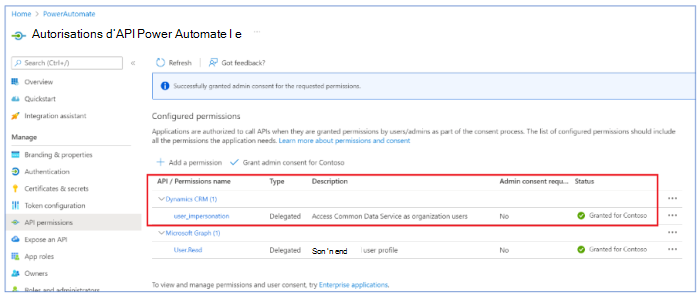 Home > PowerAutomate
Autorisations d'API Power Automate l e ...
Search (Ctrl+/) «
Refresh Got feedback?
Overview
Quickstart
Integration assistant
Manage
Branding & properties
Authentication
Certificates & secrets
Token configuration
API permissions
Expose an API
App roles
Owners
Roles and administrators
Successfully granted admin consent for the requested permissions.
Configured permissions
Applications are authorized to call APIs when they are granted permissions by users/admins as part of the consent process. The list of configured permissions should include
all the permissions the application needs. Learn more about permissions and consent
+ Add a permission ✓ Grant admin consent for Contoso
API / Permissions name Type Description Admin consent requ... Status
Dynamics CRM (1) ...
user_impersonation Delegated Access Common Data Service as organization users No Granted for Contoso ...
Microsoft Graph (1) ...
User.Read Delegated Son 'n end user profile No Granted for Contoso ...
To view and manage permissions and user consent, try Enterprise applications.